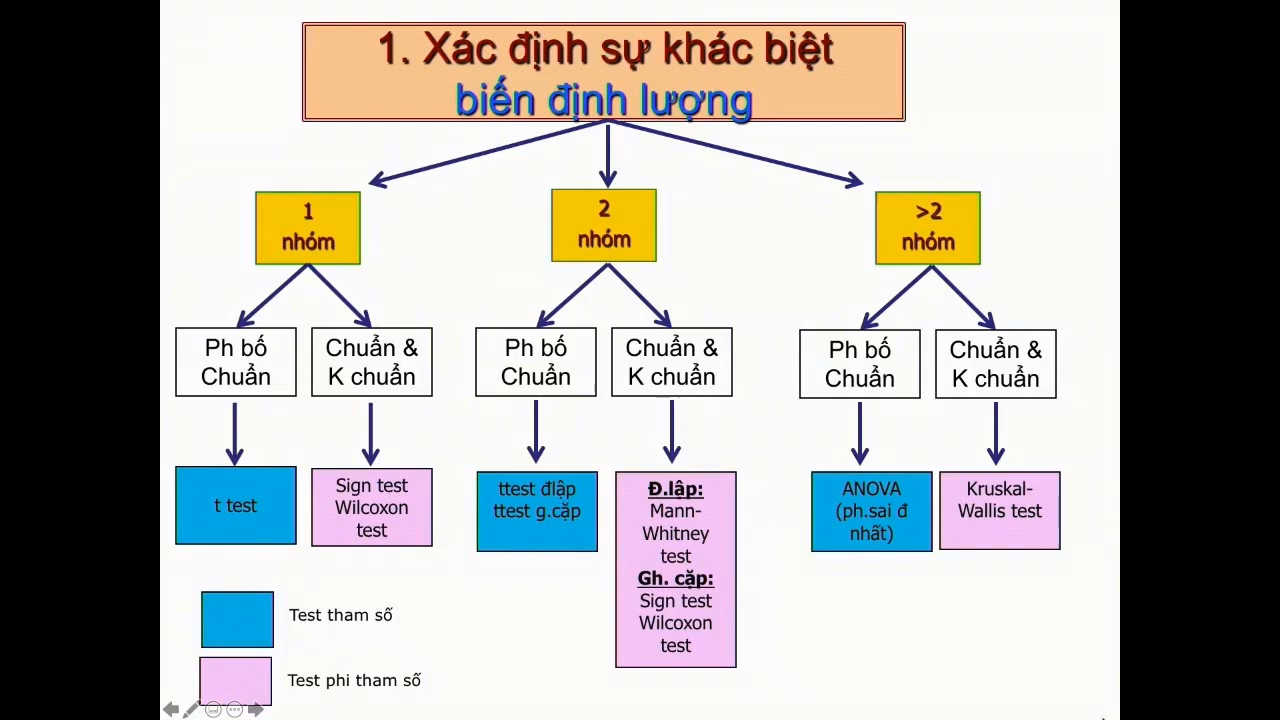 1. Xác định sự khác biệt
biến định lượng
1
nhóm
2
nhóm
>2
nhóm
Ph bố
Chuẩn
Chuẩn &
K chuẩn
Ph bố
Chuẩn
Chuẩn &
K chuẩn
Ph bố
Chuẩn
Chuẩn &
K chuẩn
t test
Sign test
Wilcoxon
test
ttest đlập
ttest g.cặp
Đ.lập:
Mann-
Whitney
test
Gh. cặp:
Sign test
Wilcoxon
test
ANOVA
(ph.sai đ
nhất)
Kruskal-
Wallis test
Test tham số
Test phi tham số